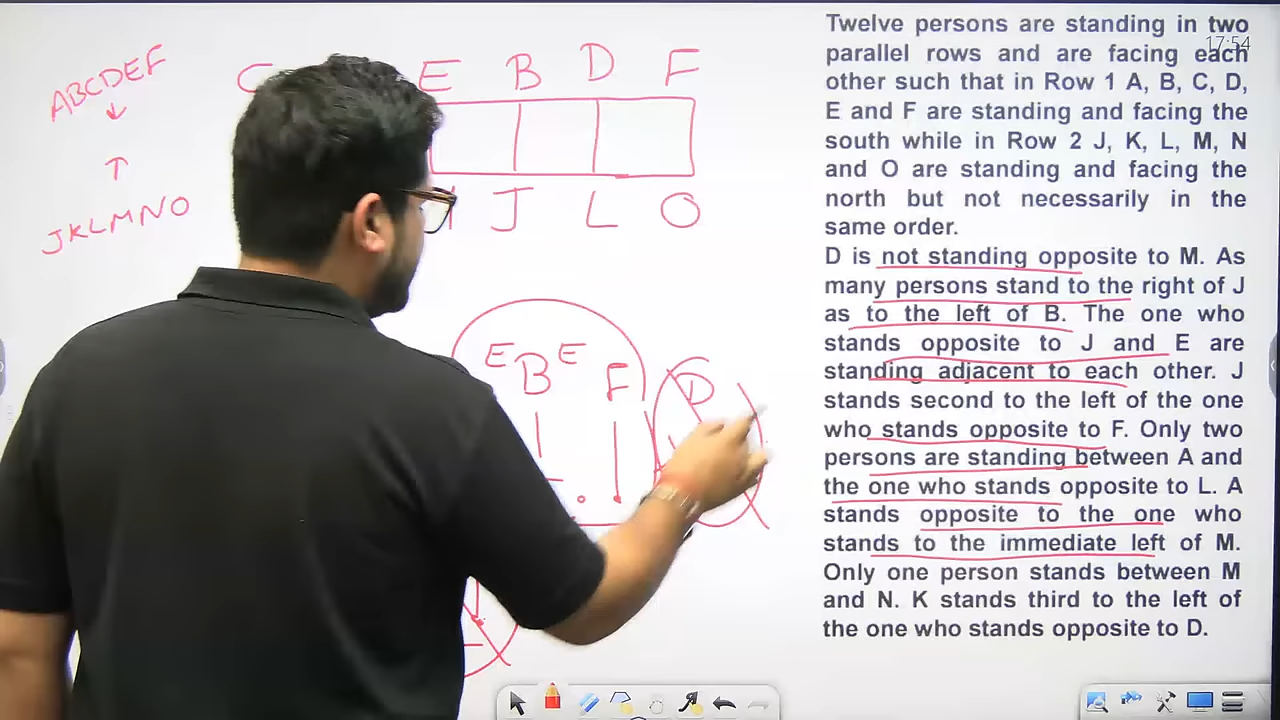 Twelve persons are standing in two
17:54
parallel rows and are facing each
other such that in Row 1 A, B, C, D,
E and F are standing and facing the
south while in Row 2 J, K, L, M, N
and O are standing and facing the
north but not necessarily in the
same order.
D is not standing opposite to M. As
many persons stand to the right of J
as to the left of B. The one who
stands opposite to J and E are
standing adjacent to each other. J
stands second to the left of the one
who stands opposite to F. Only two
persons are standing between A and
the one who stands opposite to L. A
stands opposite to the one who
stands to the immediate left of M.
Only one person stands between M
and N. K stands third to the left of
the one who stands opposite to D.
ABCDEF
JKLMNO
C E B D F
J L O
E B E F D